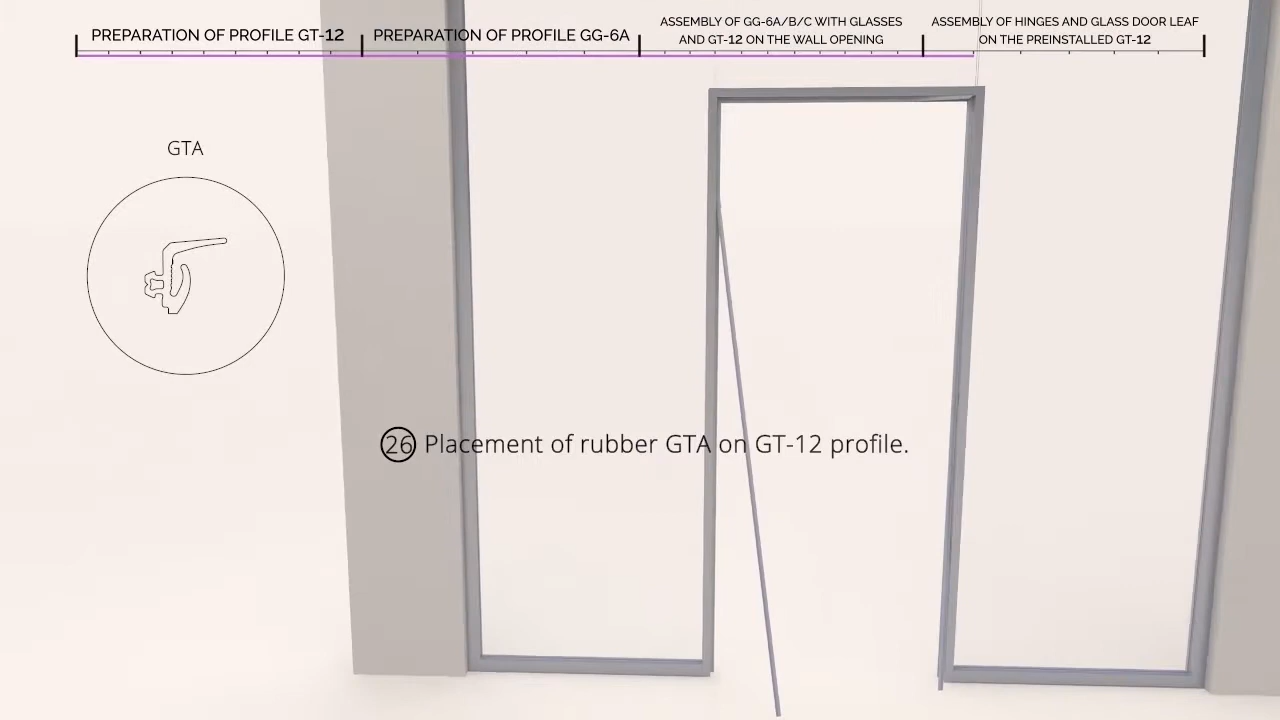 PREPARATION OF PROFILE GT-12
PREPARATION OF PROFILE GG-6A
ASSEMBLY OF GG-6A/B/C WITH GLASSES
AND GT-12 ON THE WALL OPENING
ASSEMBLY OF HINGES AND GLASS DOOR LEAF
ON THE PREINSTALLED GT-12
GTA
26 Placement of rubber GTA on GT-12 profile.